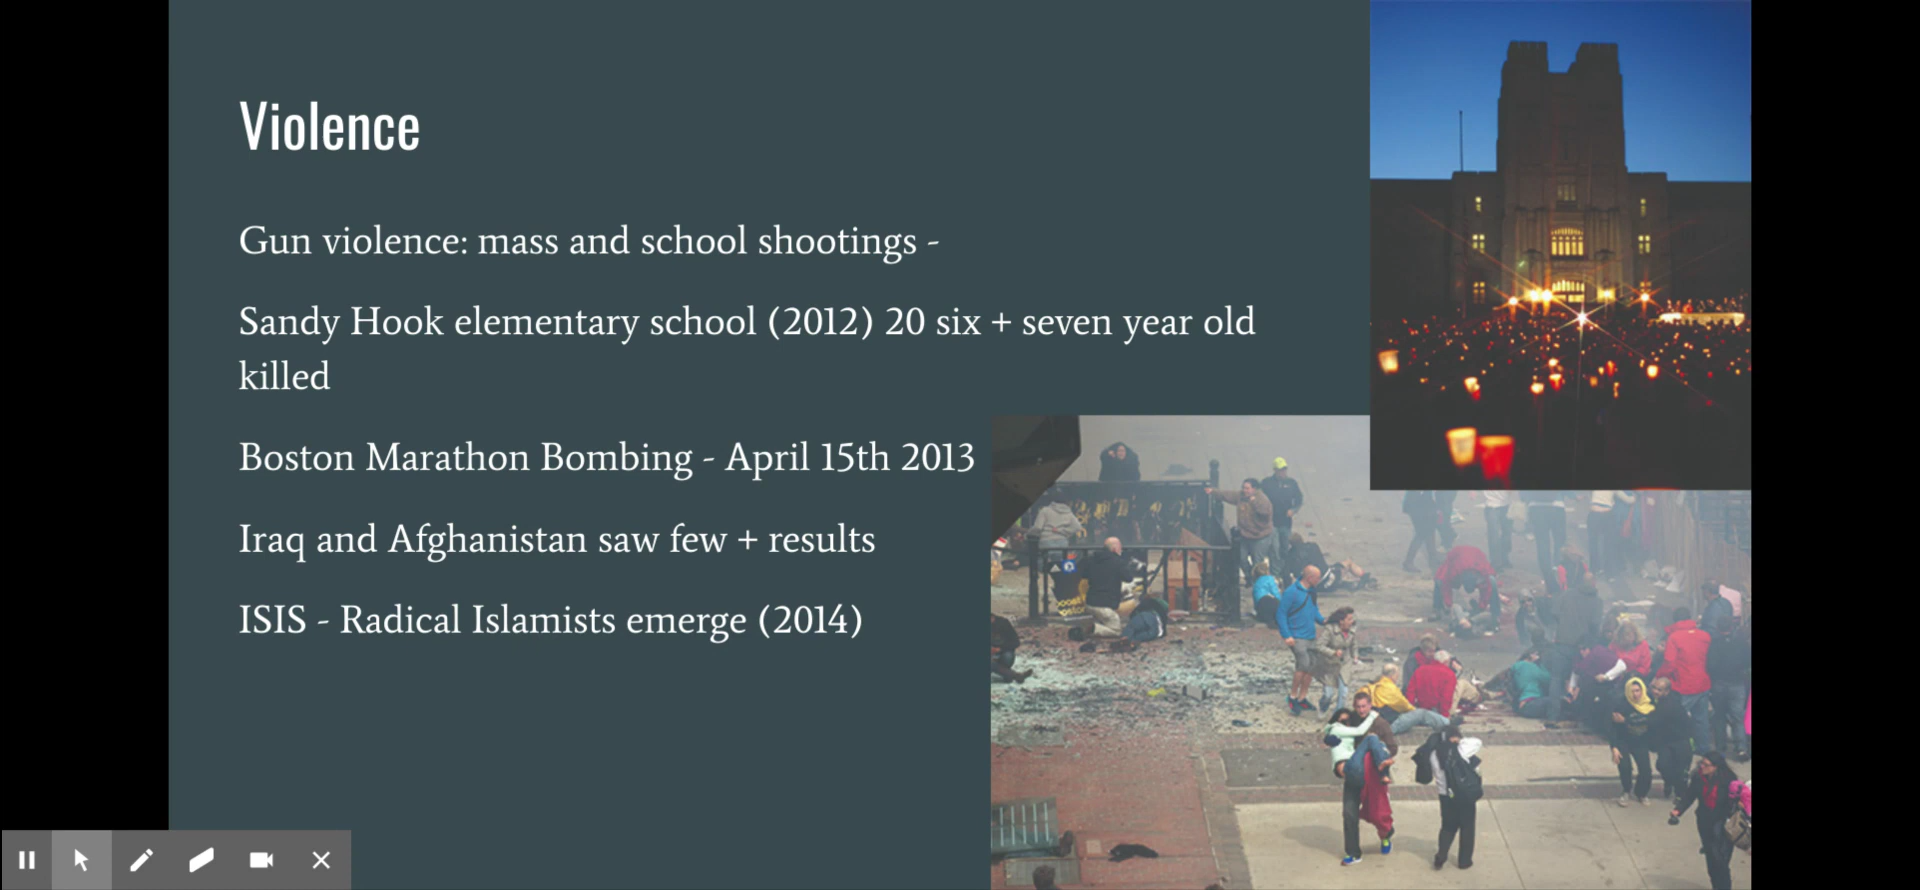 Violence
Gun violence: mass and school shootings -
Sandy Hook elementary school (2012) 20 six + seven year old
killed
Boston Marathon Bombing - April 15th 2013
Iraq and Afghanistan saw few + results
ISIS - Radical Islamists emerge (2014)